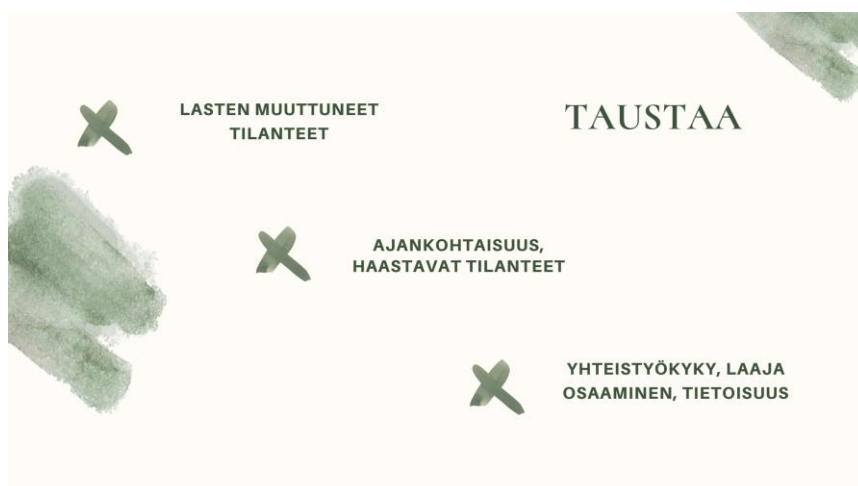 TAUSTAA
LASTEN MUUTTUNEET
TILANTEET
AJANKOHTAISUUS,
HAASTAVAT TILANTEET
YHTEISTYÖKYKY, LAAJA
OSAAMINEN, TIETOISUUS